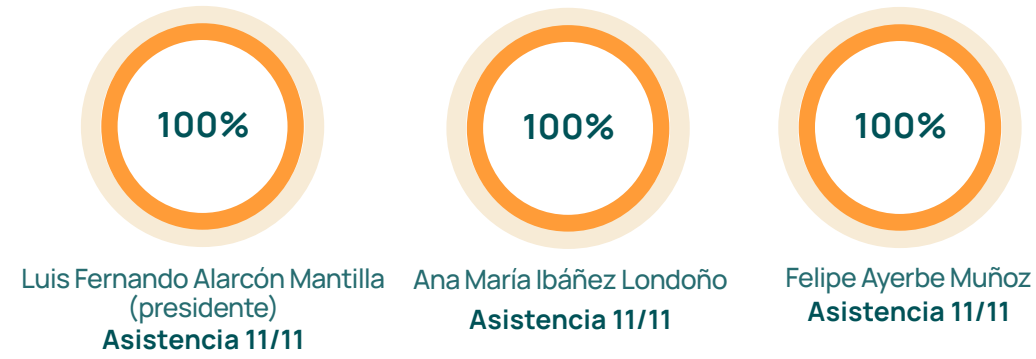 100%
Luis Fernando Alarcón Mantilla
(presidente)
Asistencia 11/11
100%
Ana María Ibáñez Londoño
Asistencia 11/11
100%
Felipe Ayerbe Muñoz
Asistencia 11/11